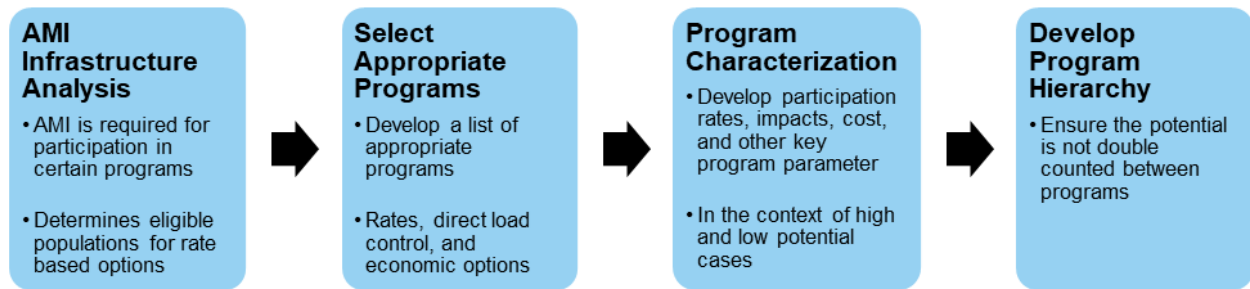 AMI
Infrastructure
Analysis
• AMI is required for
participation in
certain programs
• Determines eligible
populations for rate
based options
Select
Appropriate
Programs
• Develop a list of
appropriate
programs
• Rates, direct load
control, and
economic options
Program
Characterization
• Develop participation
rates, impacts, cost,
and other key
program parameter
• In the context of high
and low potential
cases
Develop
Program
Hierarchy
• Ensure the potential
is not double
counted between
programs